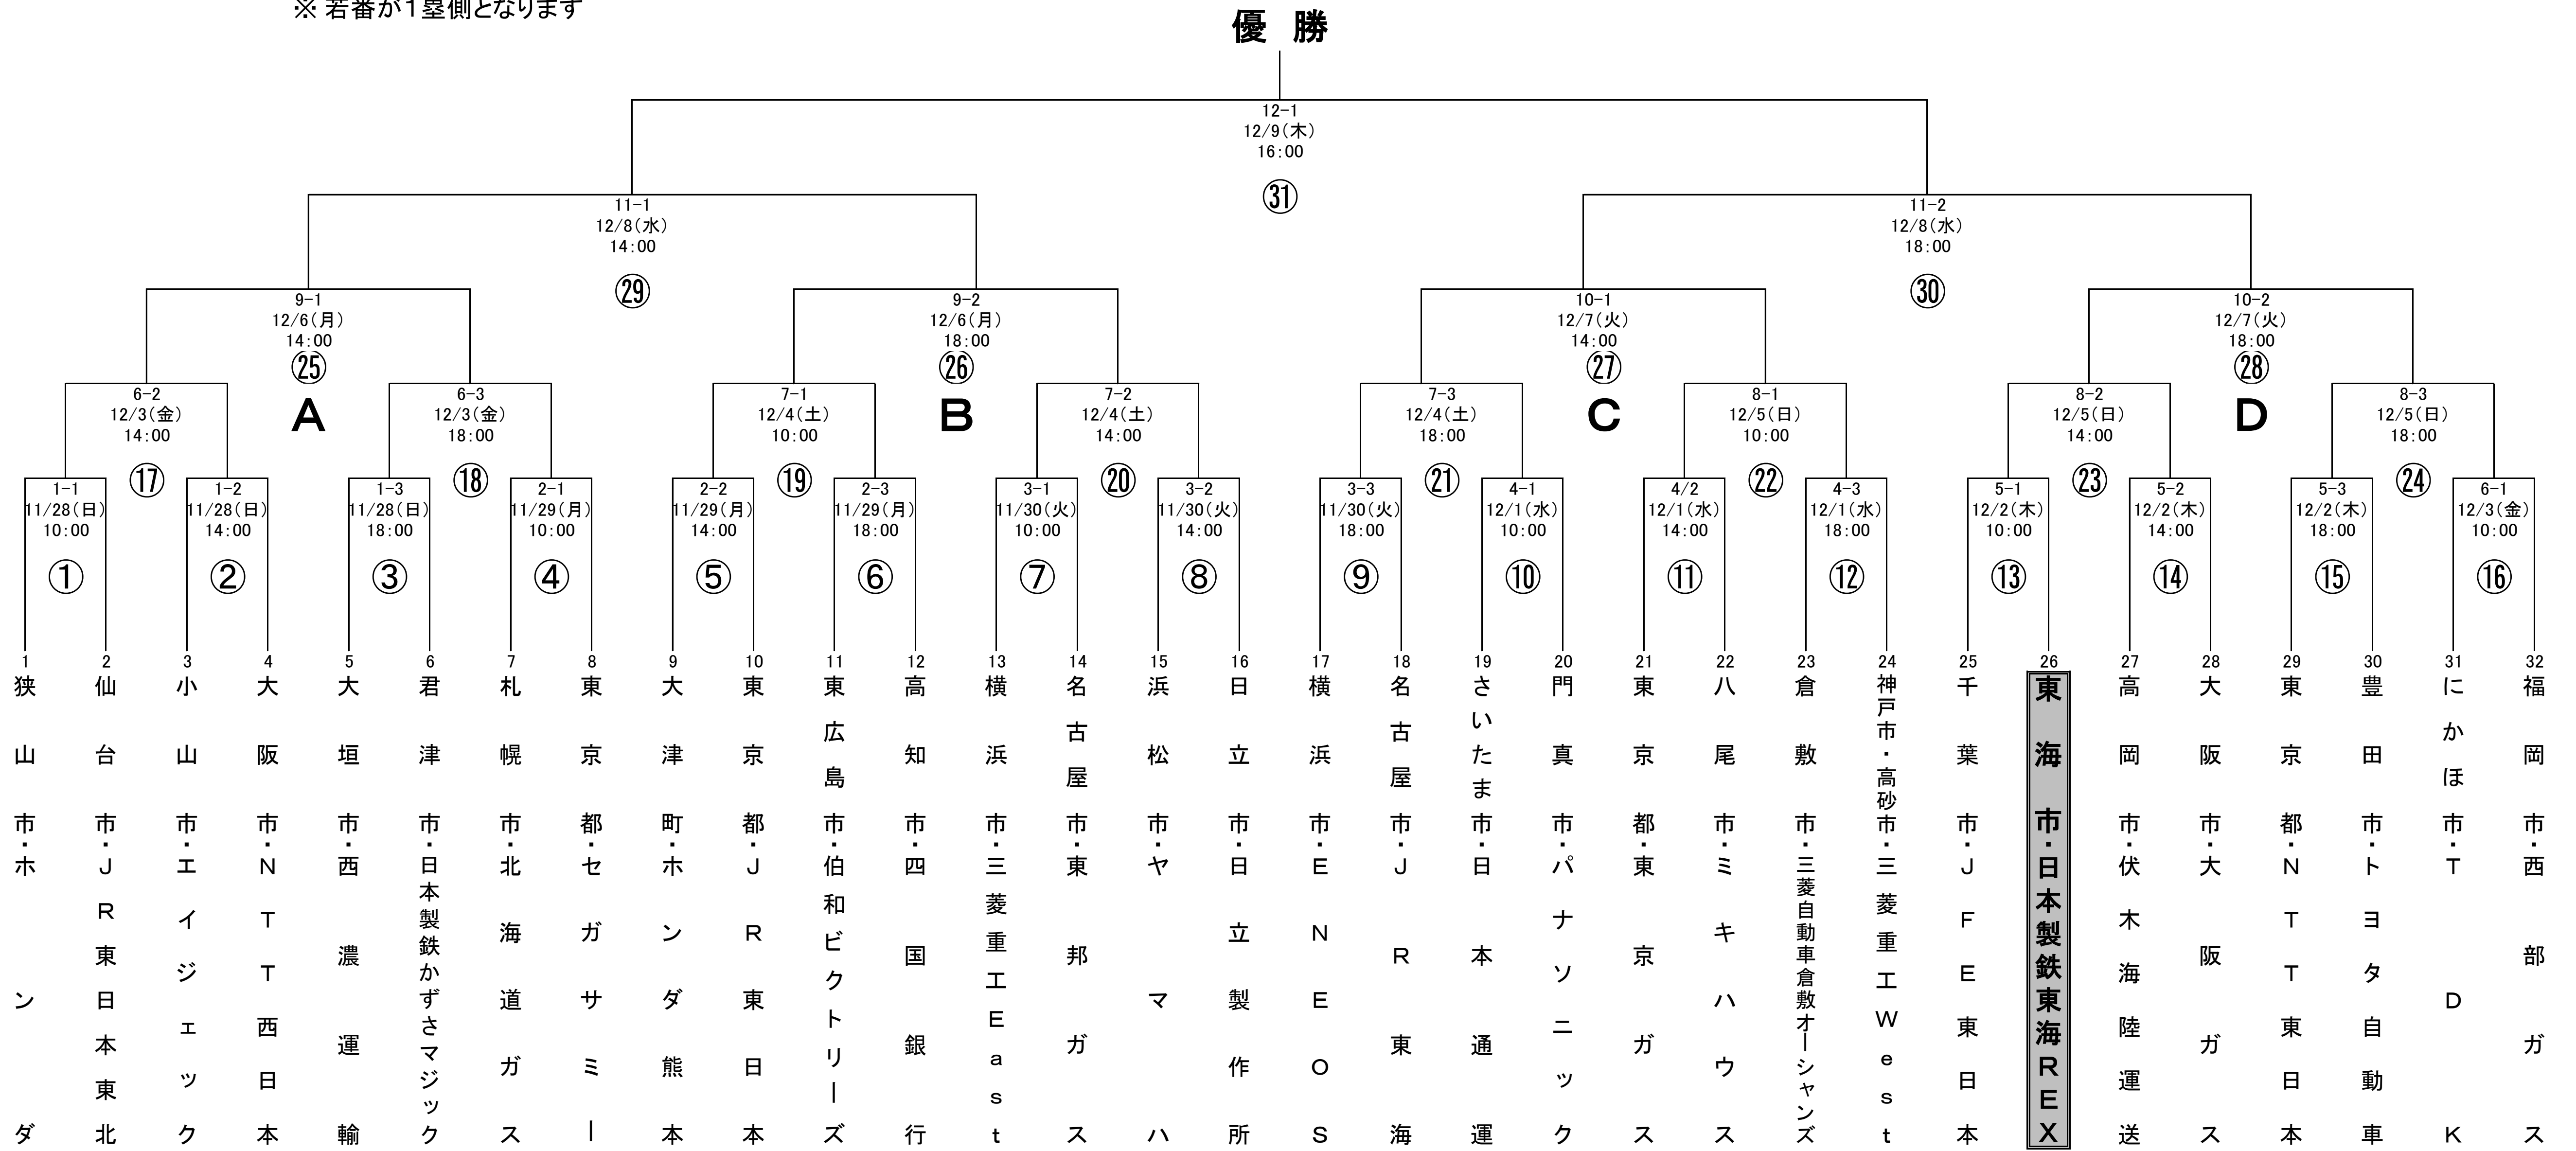 ※ 若番が１塁側となります
優 勝
12-1
12/9(木)
16:00
㉛
11-1
12/8(水)
14:00
㉙
11-2
12/8(水)
18:00
㉚
9-1
12/6(月)
14:00
㉕
A
9-2
12/6(月)
18:00
㉖
B
10-1
12/7(火)
14:00
㉗
C
10-2
12/7(火)
18:00
㉘
D
6-2
12/3(金)
14:00
⑰
6-3
12/3(金)
18:00
⑱
7-1
12/4(土)
10:00
⑲
7-2
12/4(土)
14:00
⑳
7-3
12/4(土)
18:00
㉑
8-1
12/5(日)
10:00
㉒
8-2
12/5(日)
14:00
㉓
8-3
12/5(日)
18:00
㉔
1-1
11/28(日)
10:00
①
1-2
11/28(日)
14:00
②
1-3
11/28(日)
18:00
③
2-1
11/29(月)
10:00
④
2-2
11/29(月)
14:00
⑤
2-3
11/29(月)
18:00
⑥
3-1
11/30(火)
10:00
⑦
3-2
11/30(火)
14:00
⑧
3-3
11/30(火)
18:00
⑨
4-1
12/1(水)
10:00
⑩
4/2
12/1(水)
14:00
⑪
4-3
12/1(水)
18:00
⑫
5-1
12/2(木)
10:00
⑬
5-2
12/2(木)
14:00
⑭
5-3
12/2(木)
18:00
⑮
6-1
12/3(金)
10:00
⑯
1 狭山市・ホンダ
2 仙台市・JR東日本東北
3 小山市・エイジェック
4 大阪市・NTT西日本
5 大垣市・西濃運輸
6 君津市・日本製鉄かずさマジック
7 札幌市・北海道ガス
8 東京都・セガサミー
9 大津町・ホンダ熊本
10 東京都・JR東日本
11 東広島市・伯和ビクトリーズ
12 高知市・四国銀行
13 横浜市・三菱重工East
14 名古屋市・東邦ガス
15 浜松市・ヤマハ
16 日立市・日立製作所
17 横浜市・ENEOS
18 名古屋市・JR東海
19 さいたま市・日本通運
20 門真市・パナソニック
21 東京都・東京ガス
22 八尾市・ミキハウス
23 倉敷市・三菱自動車倉敷オーシャンズ
24 神戸市・高砂市・三菱重工West
25 千葉市・JFE東日本
26 東海市・日本製鉄東海REX
27 高岡市・伏木海陸運送
28 大阪市・大阪ガス
29 東京都・NTT東日本
30 豊田市・トヨタ自動車
31 にかほ市・TDK
32 福岡市・西部ガス